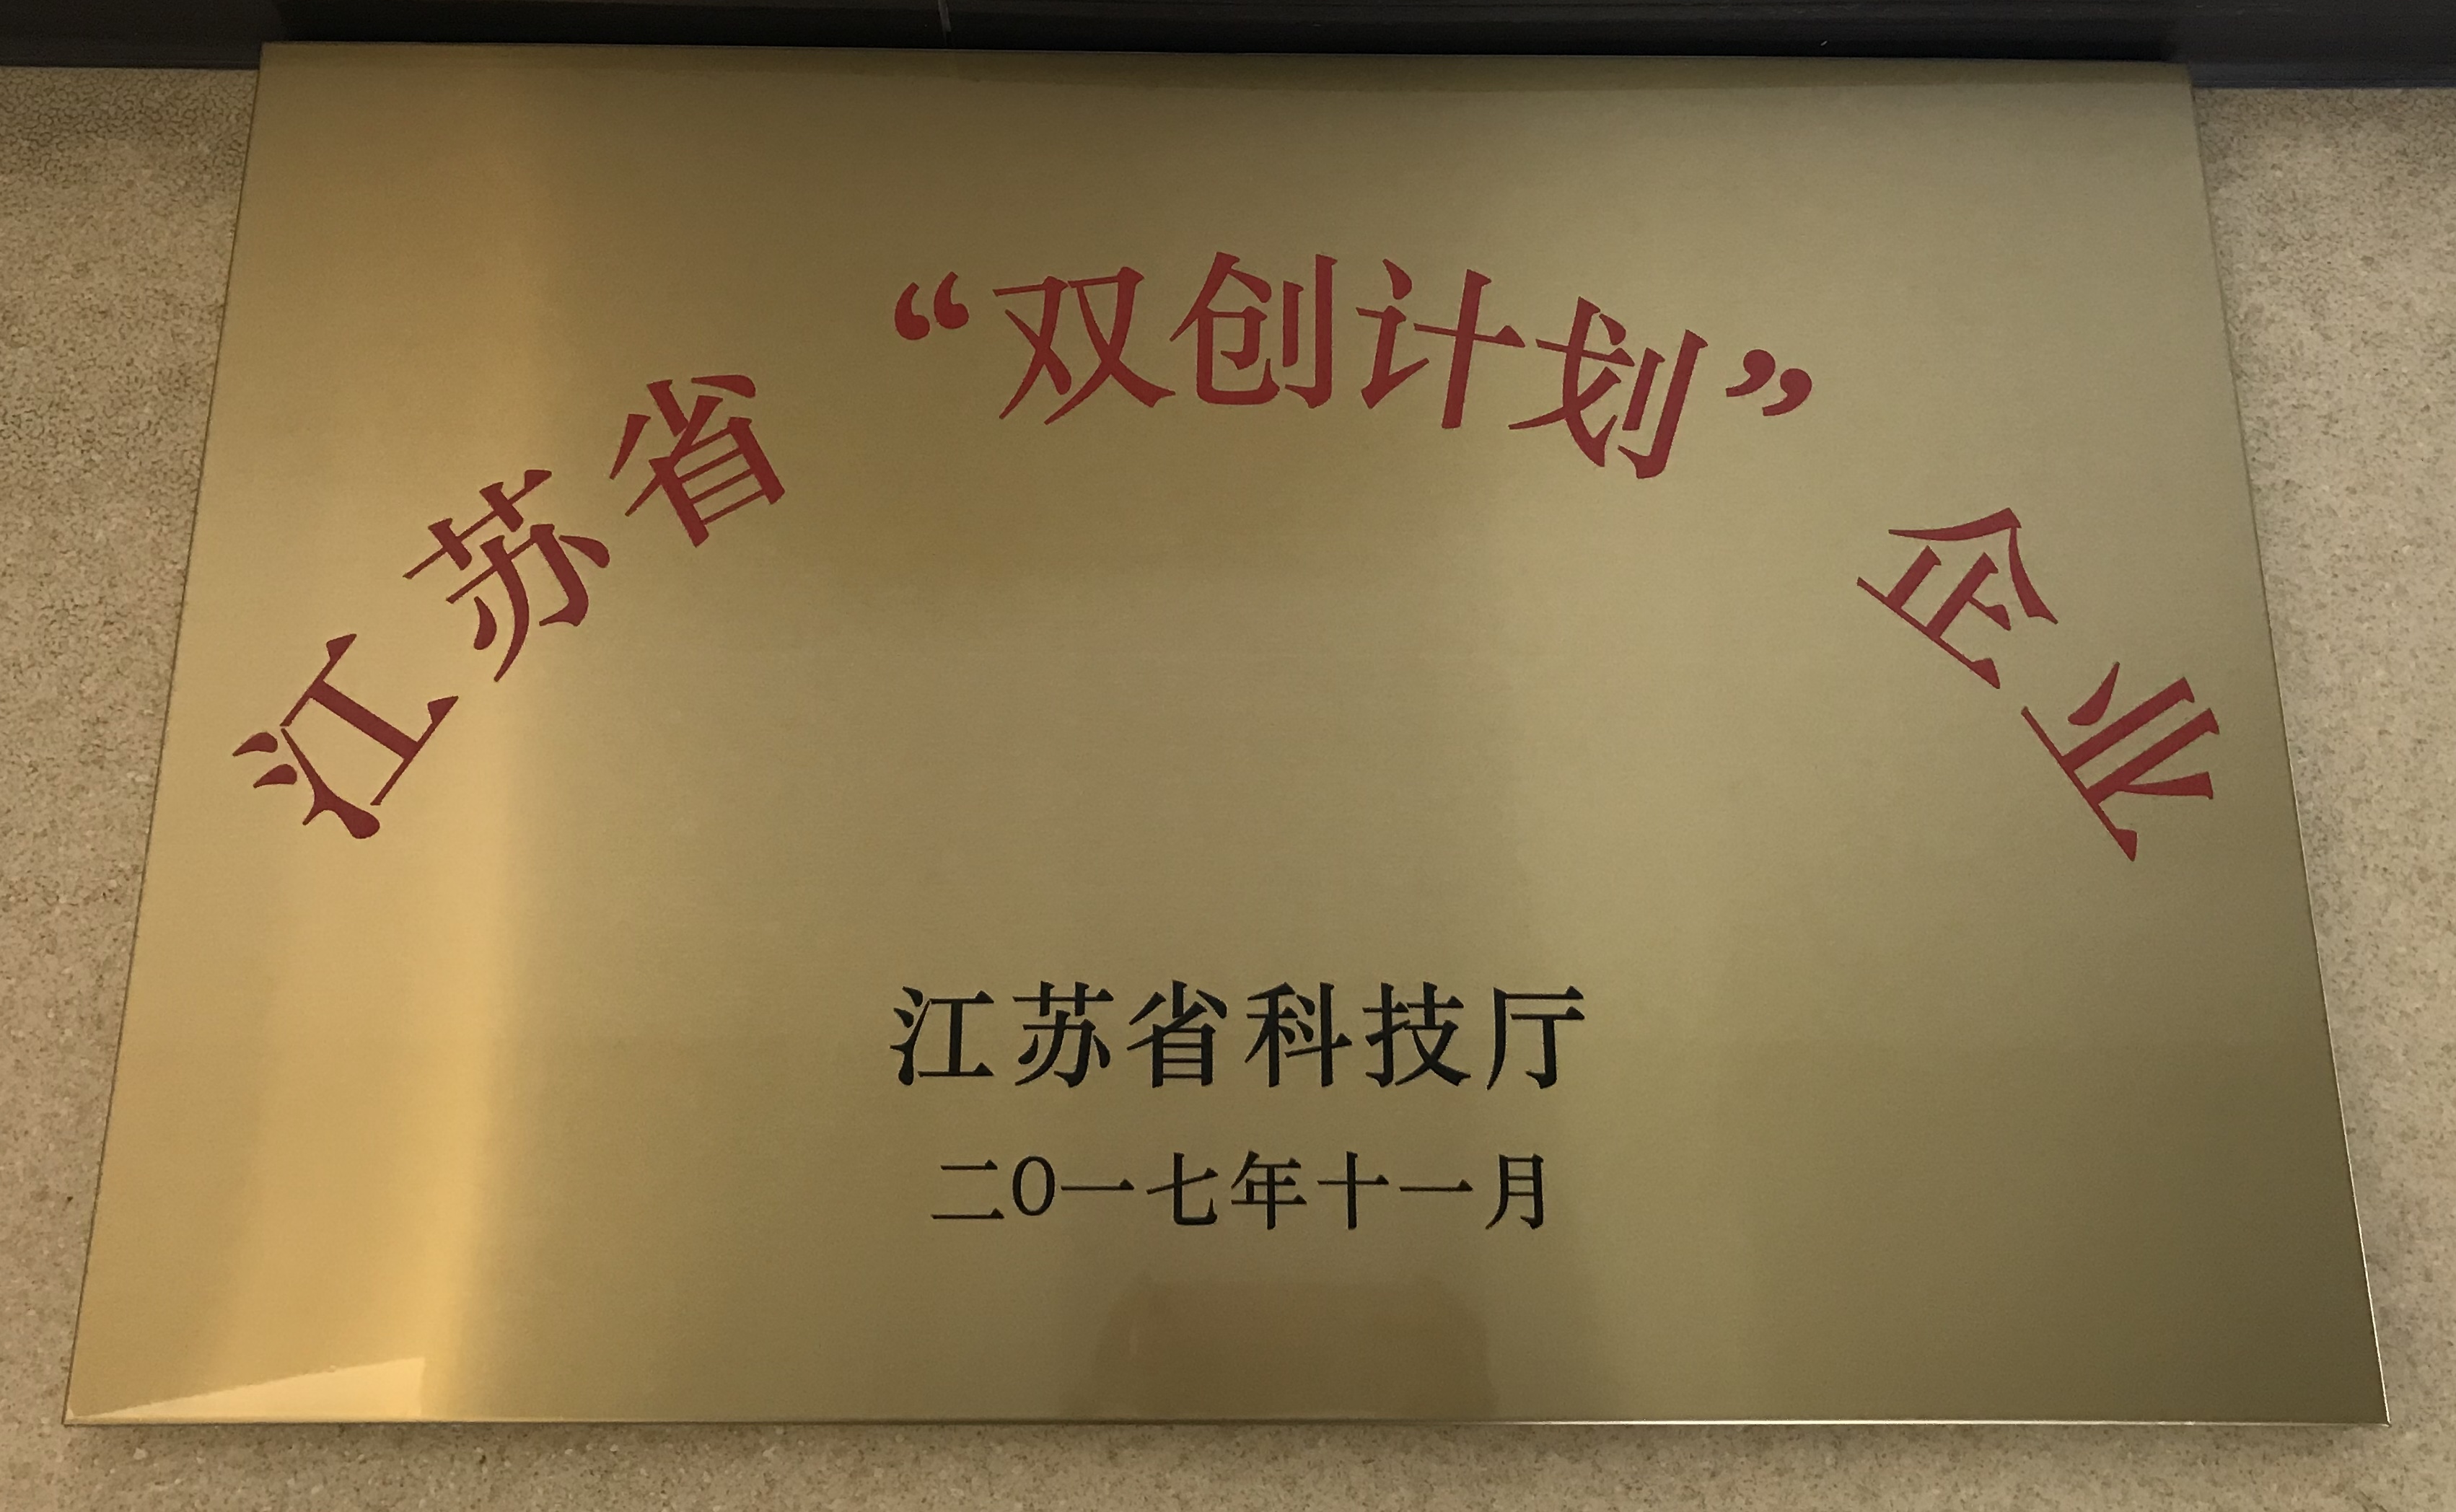 江苏省“双创计划”企业
江苏省科技厅
二0一七年十一月